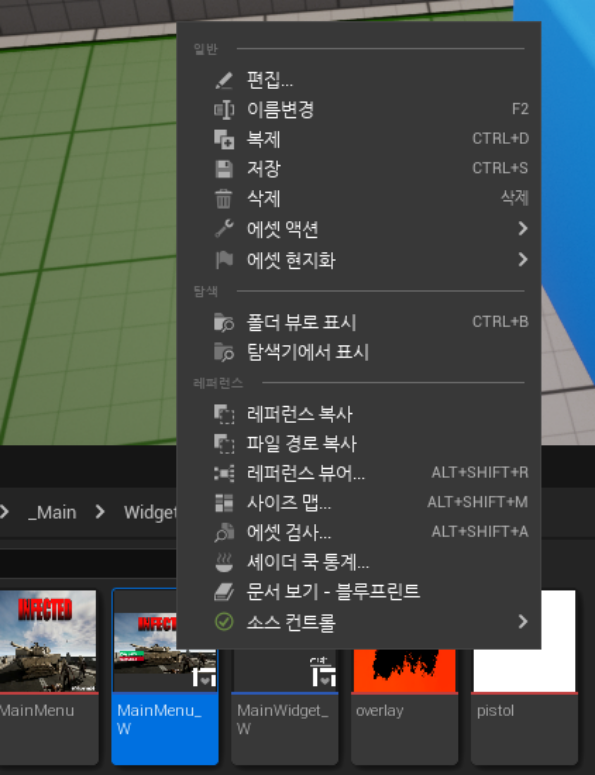 일반
편집...
이름변경 F2
복제 CTRL+D
저장 CTRL+S
삭제 삭제
에셋 액션
에셋 현지화
탐색
폴더 뷰로 표시 CTRL+B
탐색기에서 표시
레퍼런스
레퍼런스 복사
파일 경로 복사
레퍼런스 뷰어... ALT+SHIFT+R
사이즈 맵... ALT+SHIFT+M
에셋 검사... ALT+SHIFT+A
셰이더 쿡 통계...
문서 보기 - 블루프린트
소스 컨트롤
_Main Widget
INFECTED
MainMenu
MainMenu_
W
MainWidget_
W
overlay
pistol